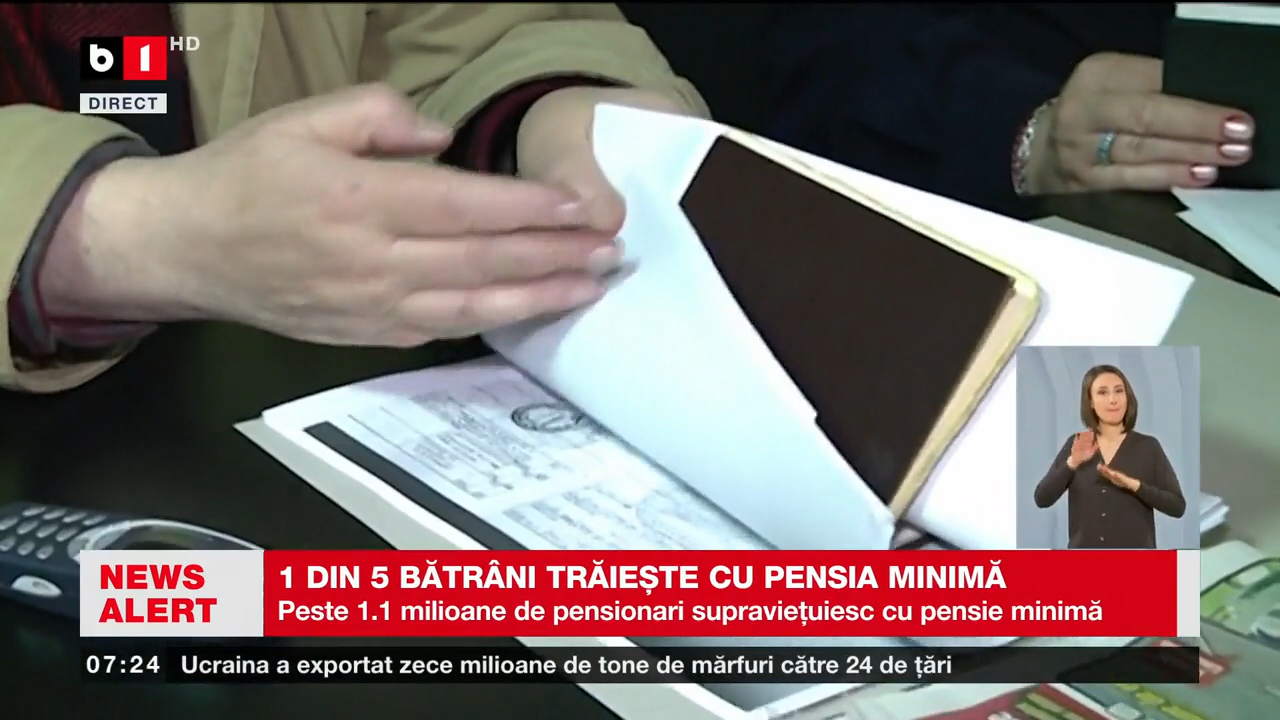 b1 HD
DIRECT
NEWS ALERT
1 DIN 5 BĂTRÂNI TRĂIEȘTE CU PENSIA MINIMĂ
Peste 1.1 milioane de pensionari supraviețuiesc cu pensie minimă
07:24 Ucraina a exportat zece milioane de tone de mărfuri către 24 de țări